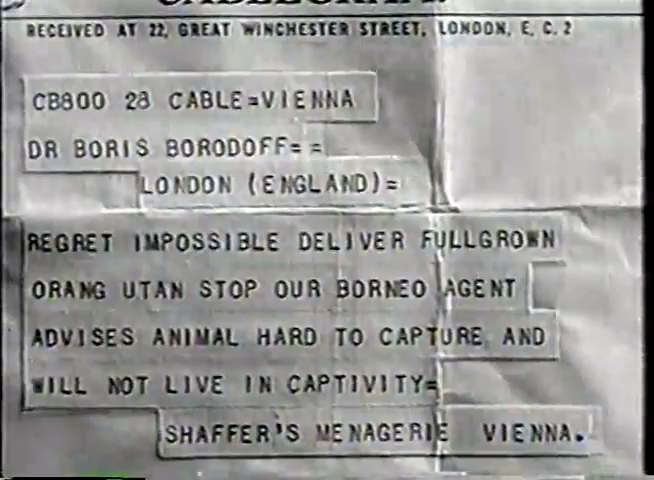 RECEIVED AT 22, GREAT WINCHESTER STREET, LONDON, E. C. 2
CB800 28 CABLE=VIENNA
DR BORIS BORODOFF= =
LONDON (ENGLAND)=
REGRET IMPOSSIBLE DELIVER FULLGROWN
ORANG UTAN STOP OUR BORNEO AGENT
ADVISES ANIMAL HARD TO CAPTURE AND
WILL NOT LIVE IN CAPTIVITY=
SHAFFER'S MENAGERIE VIENNA.